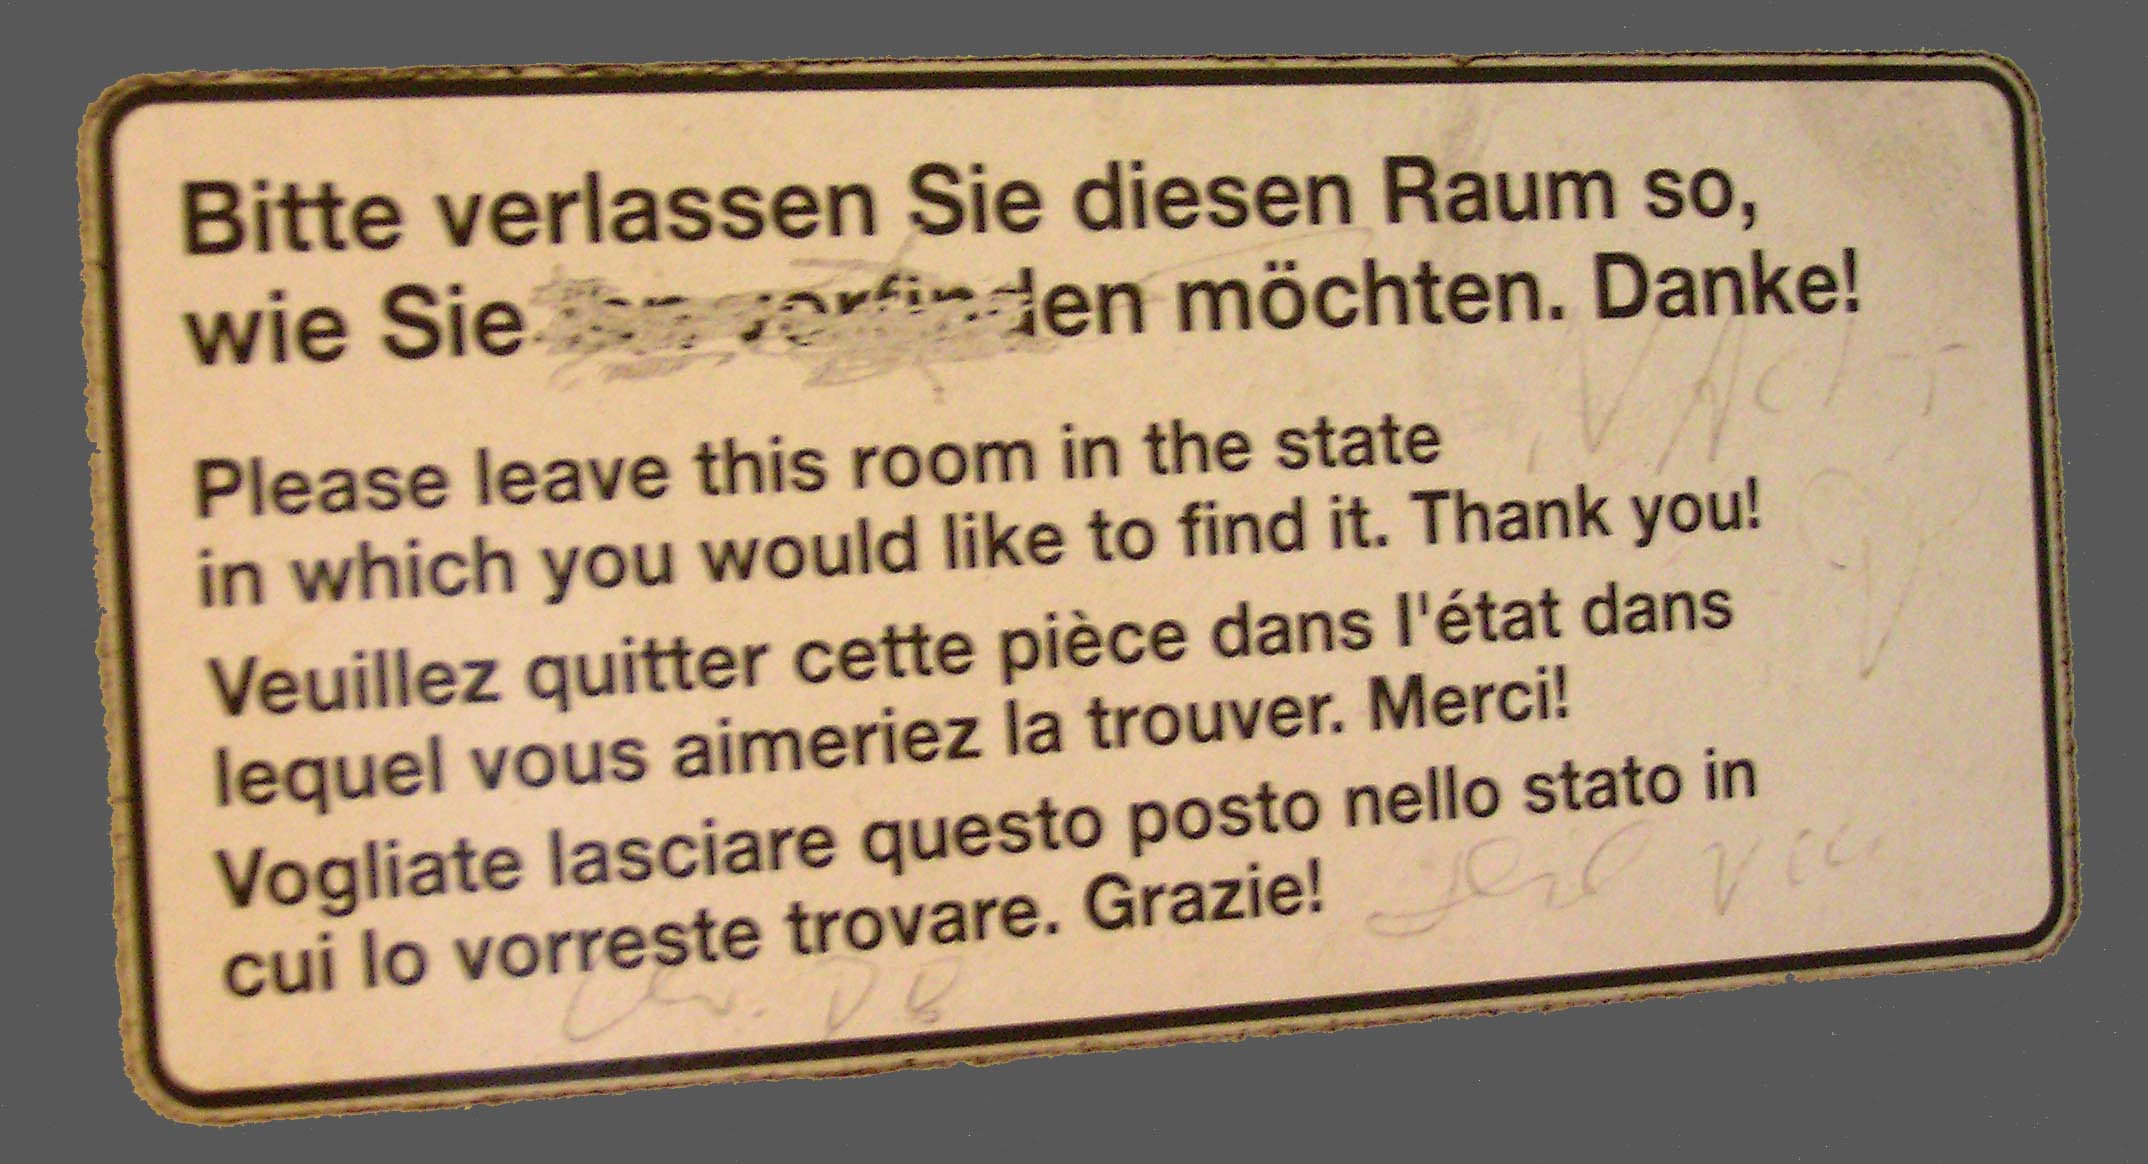 Bitte verlassen Sie diesen Raum so,
wie Sie den vorfinden möchten. Danke!
Please leave this room in the state
in which you would like to find it. Thank you!
Veuillez quitter cette pièce dans l'état dans
lequel vous aimeriez la trouver. Merci!
Vogliate lasciare questo posto nello stato in
cui lo vorreste trovare. Grazie!